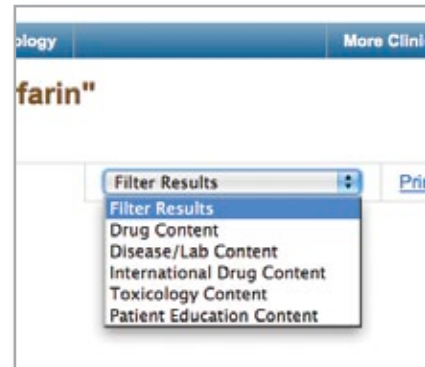 ology More Clini
farin"
Filter Results Pri
Filter Results
Drug Content
Disease/Lab Content
International Drug Content
Toxicology Content
Patient Education Content